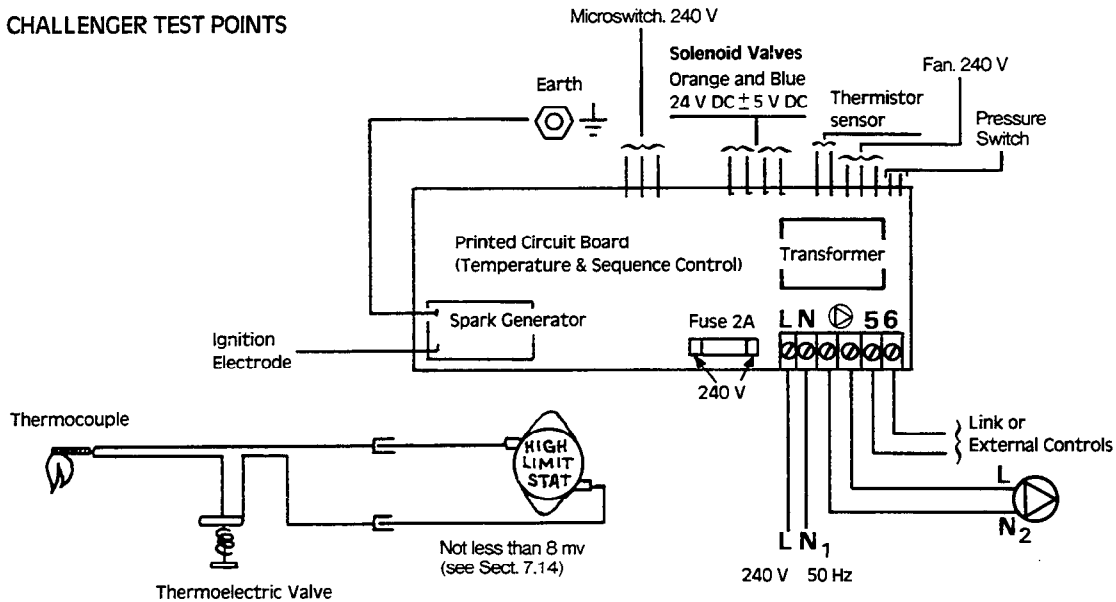 CHALLENGER TEST POINTS
Microswitch. 240 V
Solenoid Valves
Orange and Blue
24 V DC ± 5 V DC
Fan. 240 V
Earth
Thermistor
sensor
Pressure
Switch
Printed Circuit Board
(Temperature & Sequence Control)
Transformer
Spark Generator
Fuse 2A
L N 5 6
Ignition
Electrode
240 V
Thermocouple
HIGH
LIMIT
STAT
Link or
External Controls
L
N2
Not less than 8 mv
(see Sect. 7.14)
L N1
240 V 50 Hz
Thermoelectric Valve